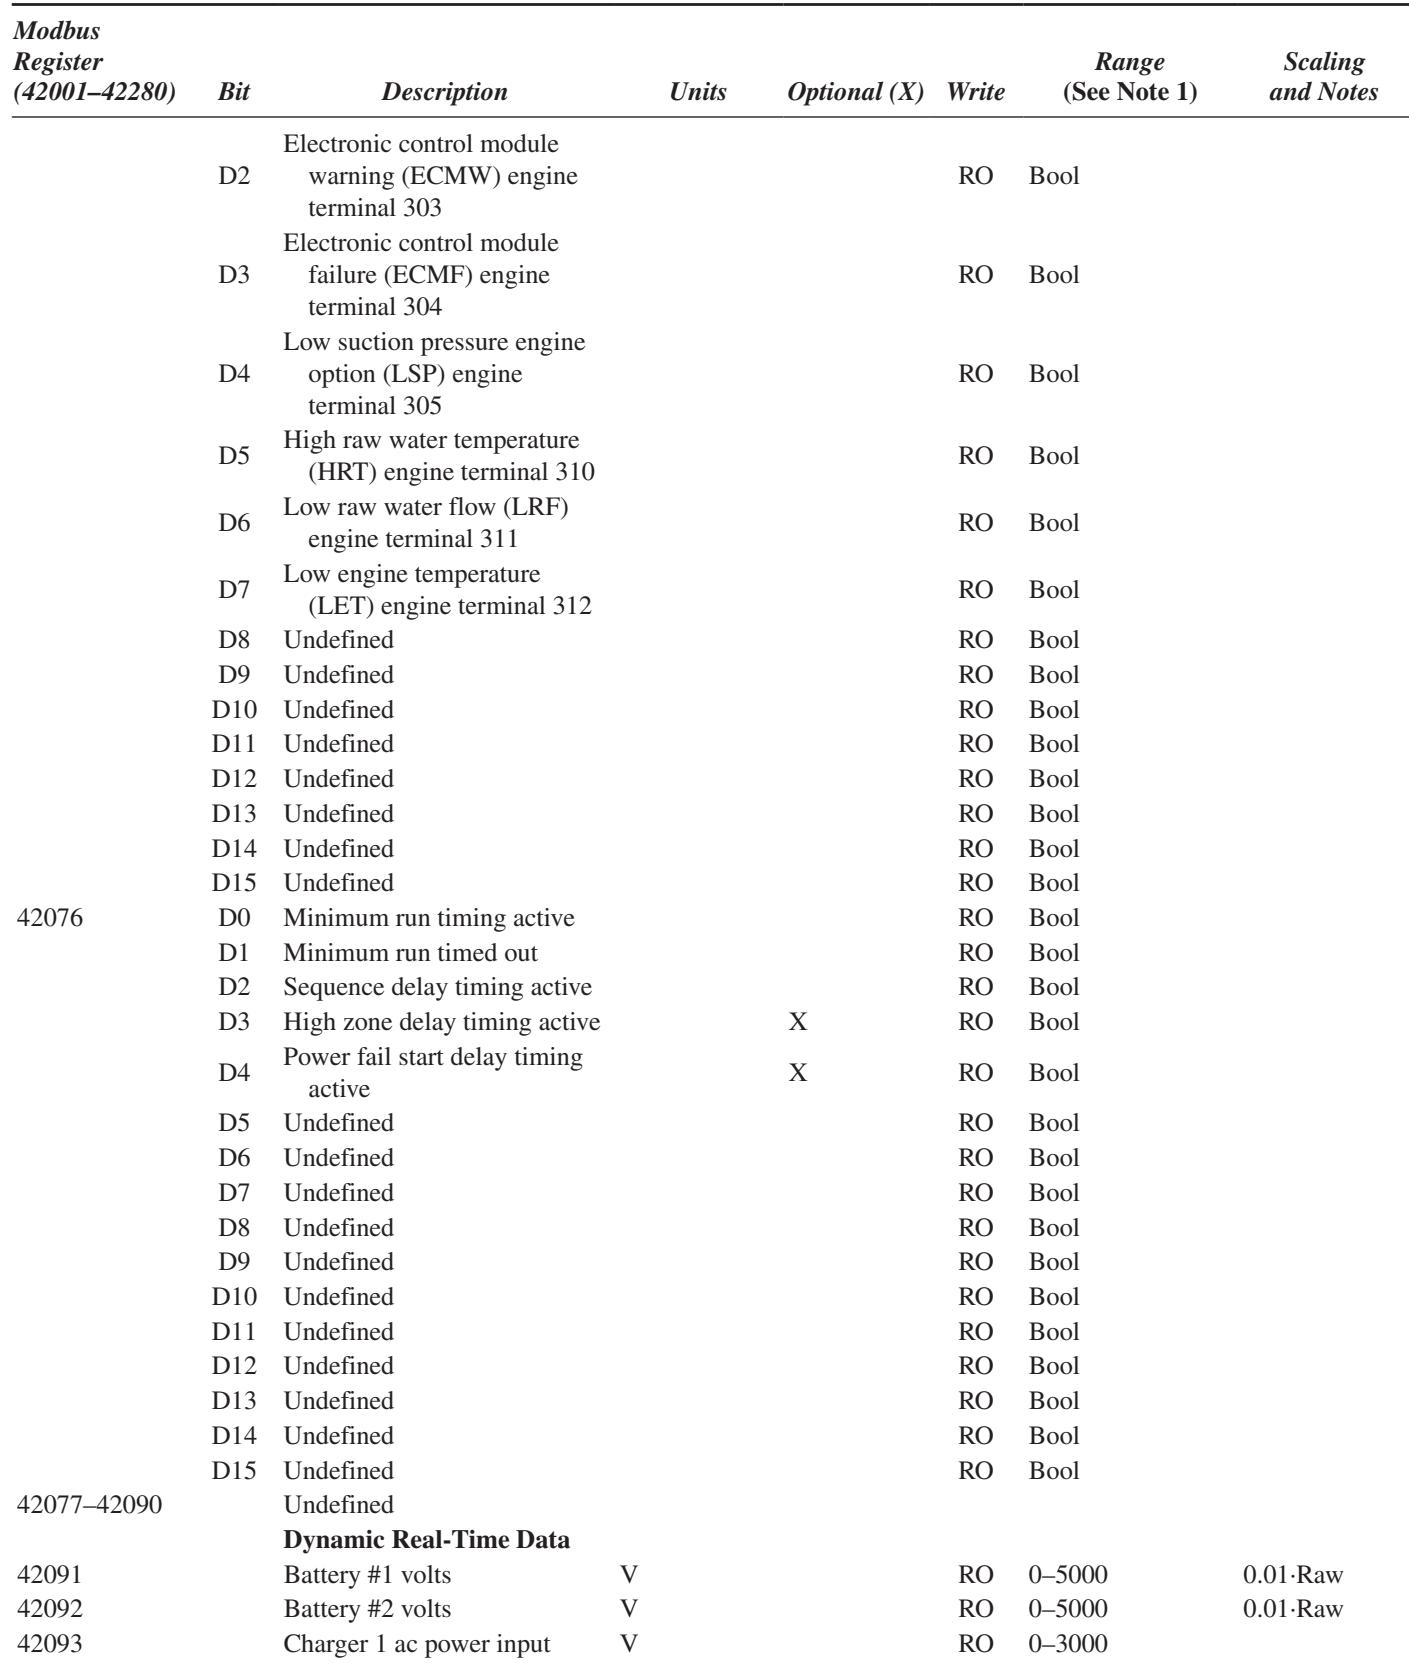 Modbus
Register
(42001–42280) Bit Description Units Optional (X) Write Range (See Note 1) Scaling and Notes
Electronic control module
D2 warning (ECMW) engine RO Bool
terminal 303
Electronic control module
D3 failure (ECMF) engine RO Bool
terminal 304
Low suction pressure engine
D4 option (LSP) engine RO Bool
terminal 305
D5 High raw water temperature RO Bool
(HRT) engine terminal 310
D6 Low raw water flow (LRF) RO Bool
engine terminal 311
D7 Low engine temperature RO Bool
(LET) engine terminal 312
D8 Undefined RO Bool
D9 Undefined RO Bool
D10 Undefined RO Bool
D11 Undefined RO Bool
D12 Undefined RO Bool
D13 Undefined RO Bool
D14 Undefined RO Bool
D15 Undefined RO Bool
42076 D0 Minimum run timing active RO Bool
D1 Minimum run timed out RO Bool
D2 Sequence delay timing active RO Bool
D3 High zone delay timing active X RO Bool
D4 Power fail start delay timing X RO Bool
active
D5 Undefined RO Bool
D6 Undefined RO Bool
D7 Undefined RO Bool
D8 Undefined RO Bool
D9 Undefined RO Bool
D10 Undefined RO Bool
D11 Undefined RO Bool
D12 Undefined RO Bool
D13 Undefined RO Bool
D14 Undefined RO Bool
D15 Undefined RO Bool
42077–42090 Undefined
Dynamic Real-Time Data
42091 Battery #1 volts V RO 0–5000 0.01·Raw
42092 Battery #2 volts V RO 0–5000 0.01·Raw
42093 Charger 1 ac power input V RO 0–3000